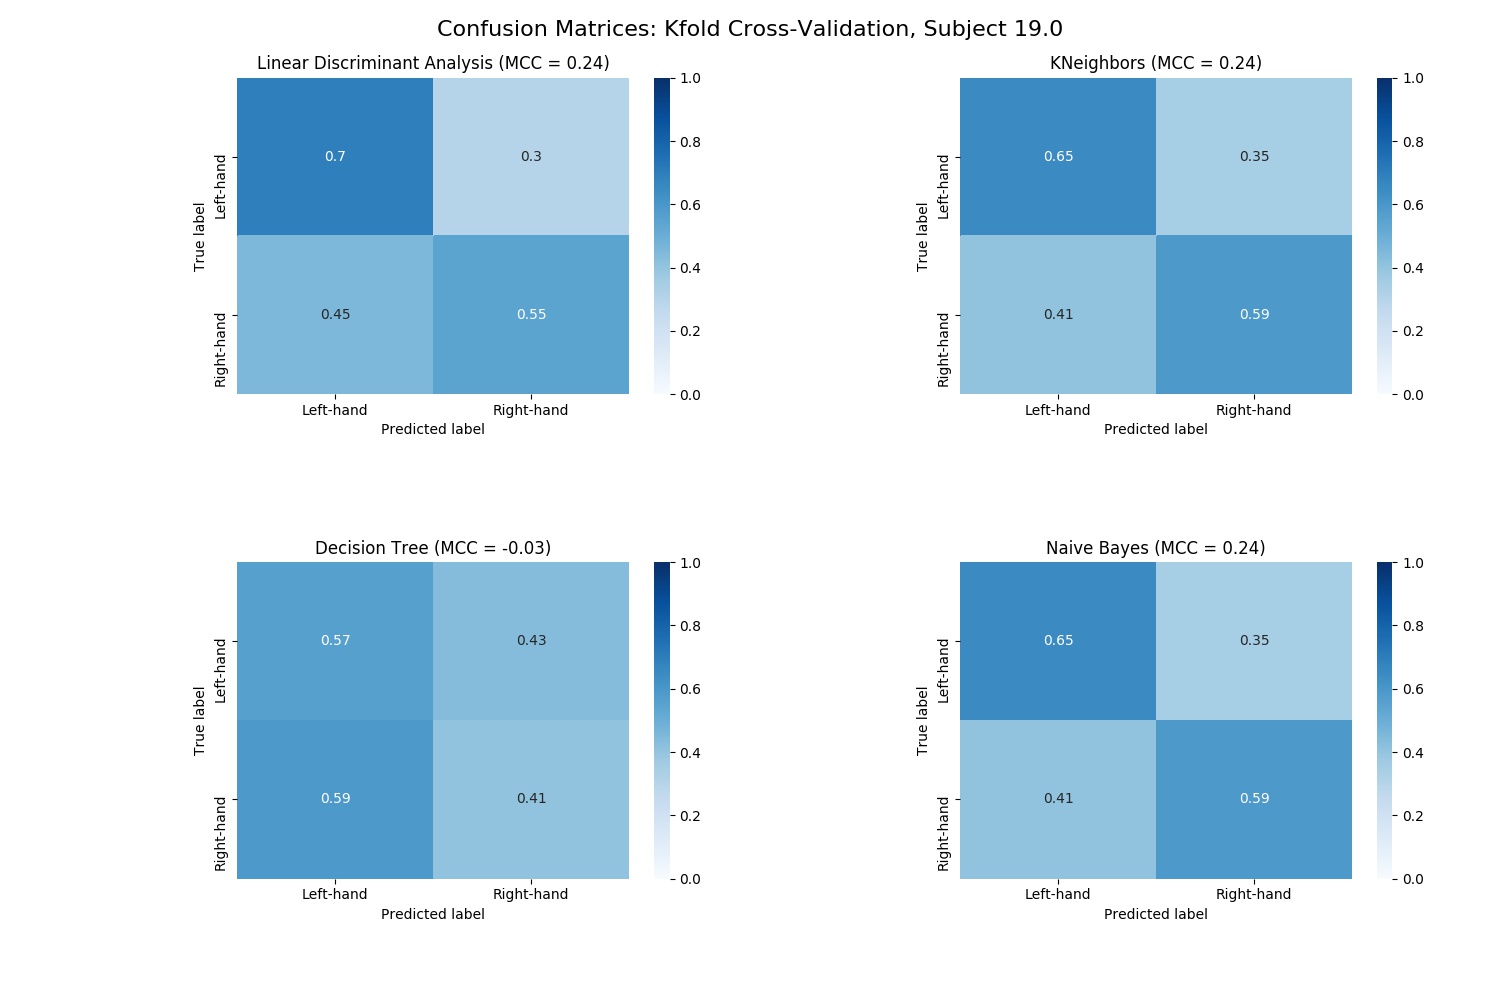 Confusion Matrices: Kfold Cross-Validation, Subject 19.0
Linear Discriminant Analysis (MCC = 0.24)
True label
Left-hand
Right-hand
0.7
0.3
0.45
0.55
Left-hand
Right-hand
Predicted label
1.0
0.8
0.6
0.4
0.2
0.0
KNeighbors (MCC = 0.24)
True label
Left-hand
Right-hand
0.65
0.35
0.41
0.59
Left-hand
Right-hand
Predicted label
1.0
0.8
0.6
0.4
0.2
0.0
Decision Tree (MCC = -0.03)
True label
Left-hand
Right-hand
0.57
0.43
0.59
0.41
Left-hand
Right-hand
Predicted label
1.0
0.8
0.6
0.4
0.2
0.0
Naive Bayes (MCC = 0.24)
True label
Left-hand
Right-hand
0.65
0.35
0.41
0.59
Left-hand
Right-hand
Predicted label
1.0
0.8
0.6
0.4
0.2
0.0